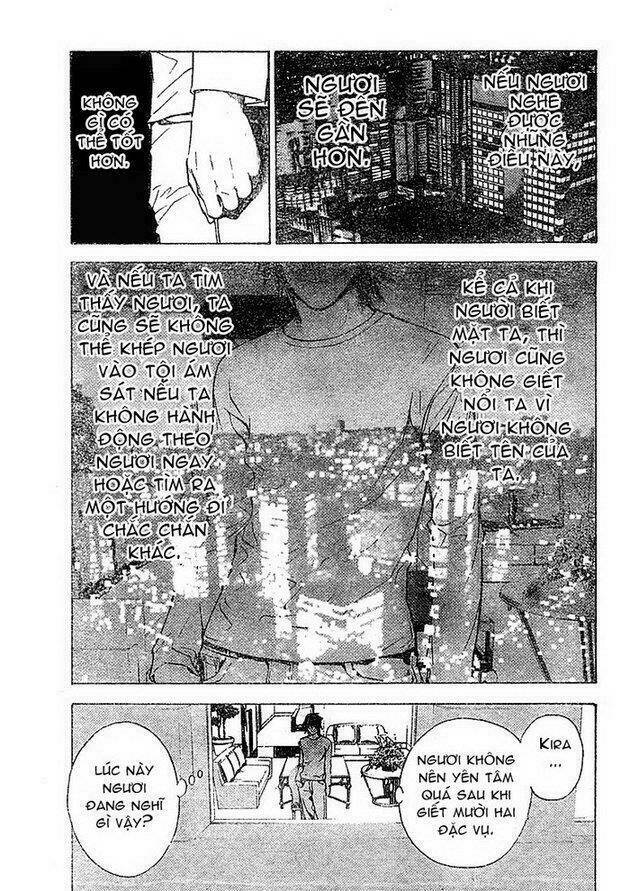 NẾU NGƯƠI
NGHE
ĐƯỢC
NHỮNG
ĐIỀU NÀY,
NGƯỢI
SẼ ĐẾN
GẦN
HƠN.
KHÔNG
GÌ CÓ
THỂ TỐT
HƠN.
KỂ CẢ KHI
NGƯỜI BIẾT
MẶT TA, THÌ
NGƯƠI CŨNG
KHÔNG GIẾT
NỔI TA VÌ
NGƯƠI KHÔNG
BIẾT TÊN CỦA
TA.
VÀ NẾU TA TÌM
THẤY NGƯƠI, TA
CŨNG SẼ KHÔNG
THỂ KHÉP NGƯƠI
VÀO TỘI ÁM
SÁT NẾU TA
KHÔNG HÀNH
ĐỘNG THEO
NGƯƠI NGAY,
HOẶC TÌM RA
MỘT HƯỚNG ĐI
CHẮC CHẮN
KHÁC.
KIRA
...
NGƯƠI KHÔNG
NÊN YÊN TÂM
QUÁ SAU KHI
GIẾT MƯỜI HAI
ĐẶC VỤ.
LÚC NÀY
NGƯƠI
ĐANG NGHĨ
GÌ VẬY?